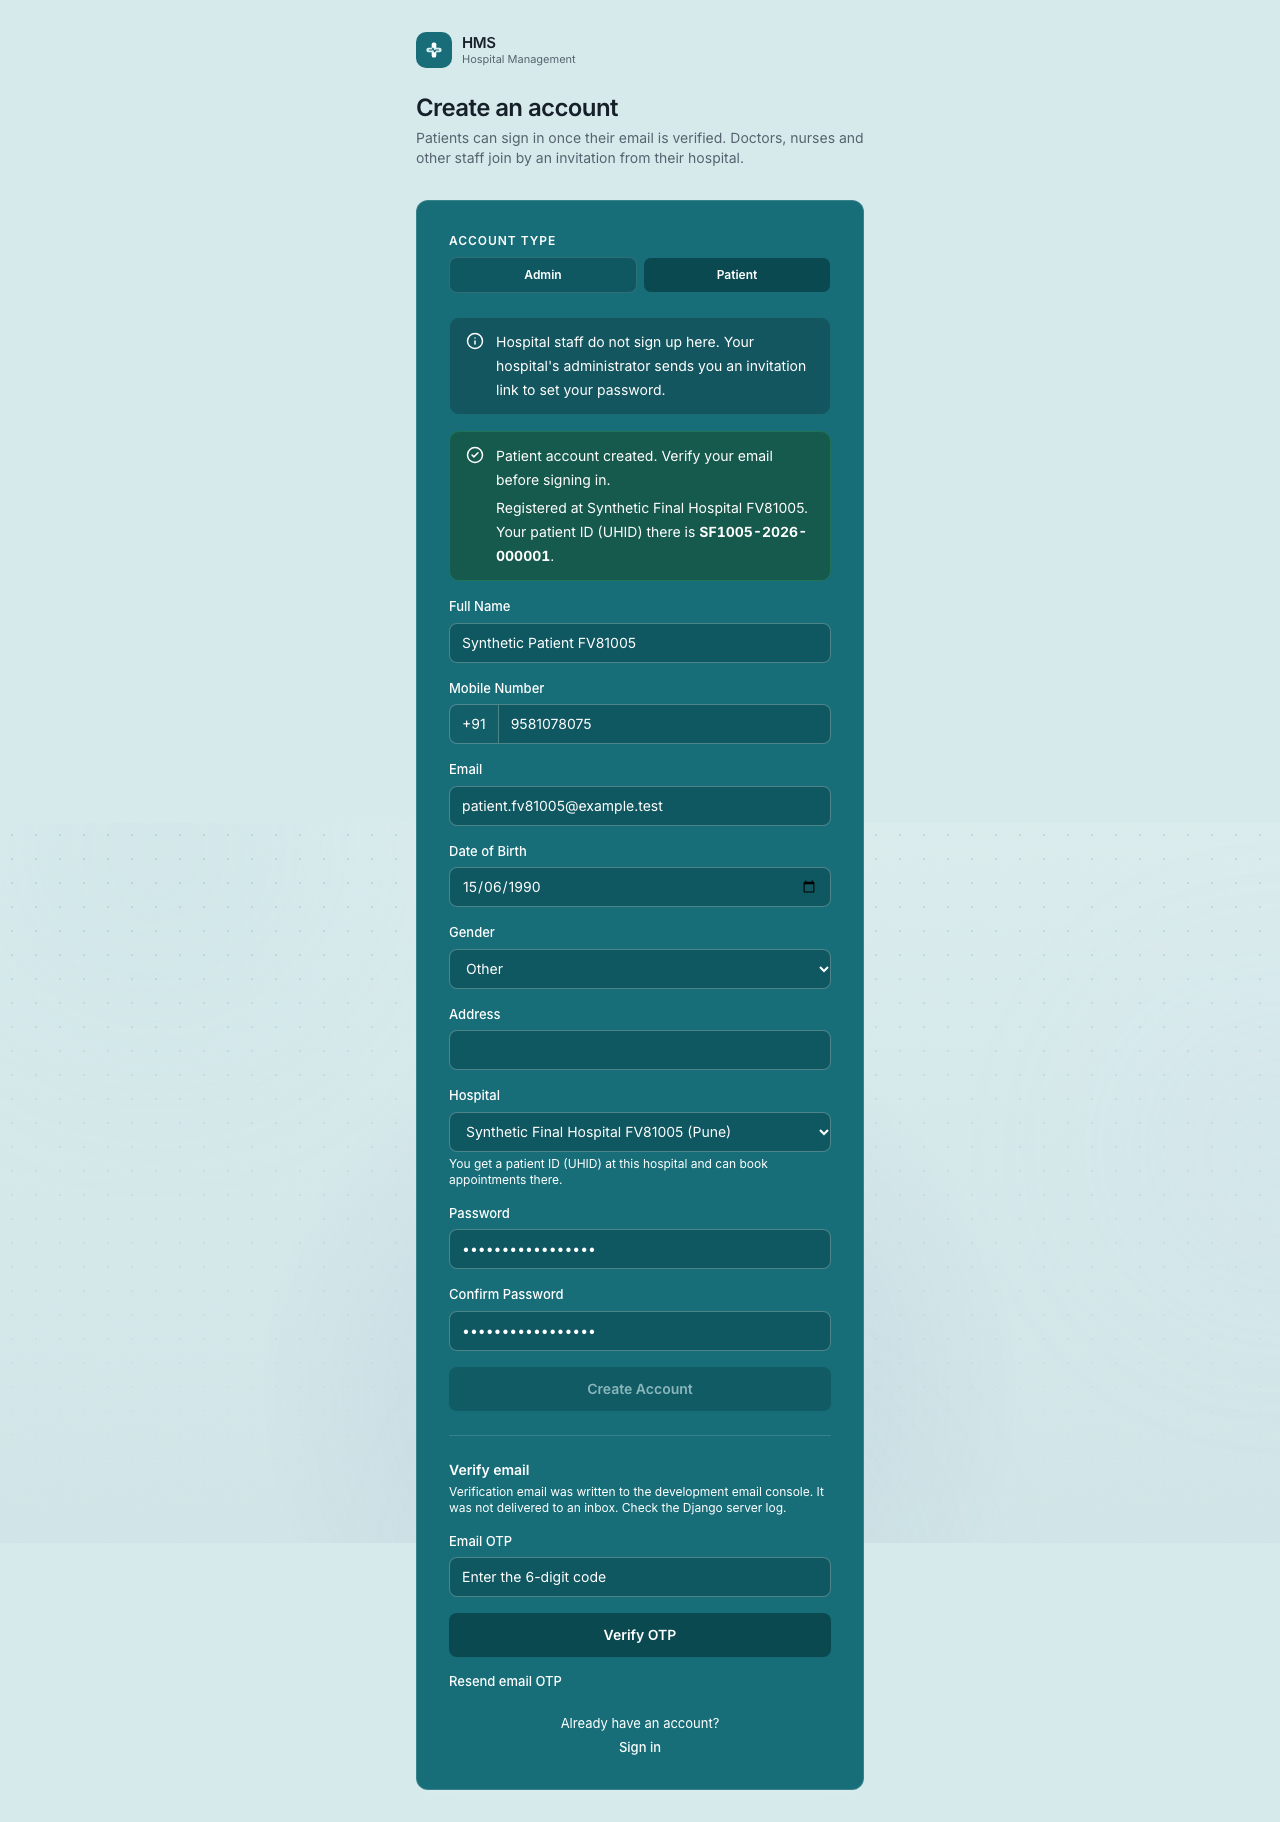 HMS
Hospital Management
Create an account
Patients can sign in once their email is verified. Doctors, nurses and
other staff join by an invitation from their hospital.
ACCOUNT TYPE
Admin
Patient
Hospital staff do not sign up here. Your
hospital's administrator sends you an invitation
link to set your password.
Patient account created. Verify your email
before signing in.
Registered at Synthetic Final Hospital FV81005.
Your patient ID (UHID) there is SF1005-2026-
000001.
Full Name
Synthetic Patient FV81005
Mobile Number
+91 9581078075
Email
patient.fv81005@example.test
Date of Birth
15/06/1990
Gender
Other
Address
Hospital
Synthetic Final Hospital FV81005 (Pune)
You get a patient ID (UHID) at this hospital and can book
appointments there.
Password
•••••••••••••••••
Confirm Password
•••••••••••••••••
Create Account
Verify email
Verification email was written to the development email console. It
was not delivered to an inbox. Check the Django server log.
Email OTP
Enter the 6-digit code
Verify OTP
Resend email OTP
Already have an account?
Sign in